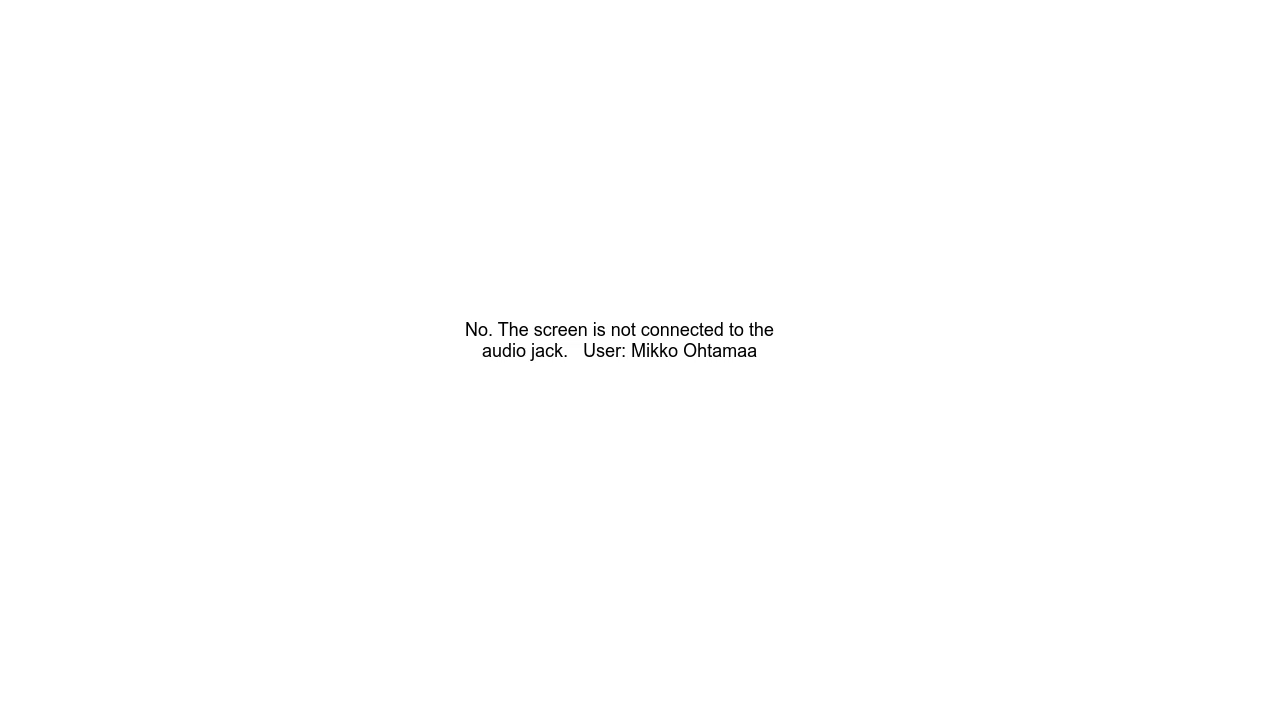 No. The screen is not connected to the
audio jack.   User: Mikko Ohtamaa